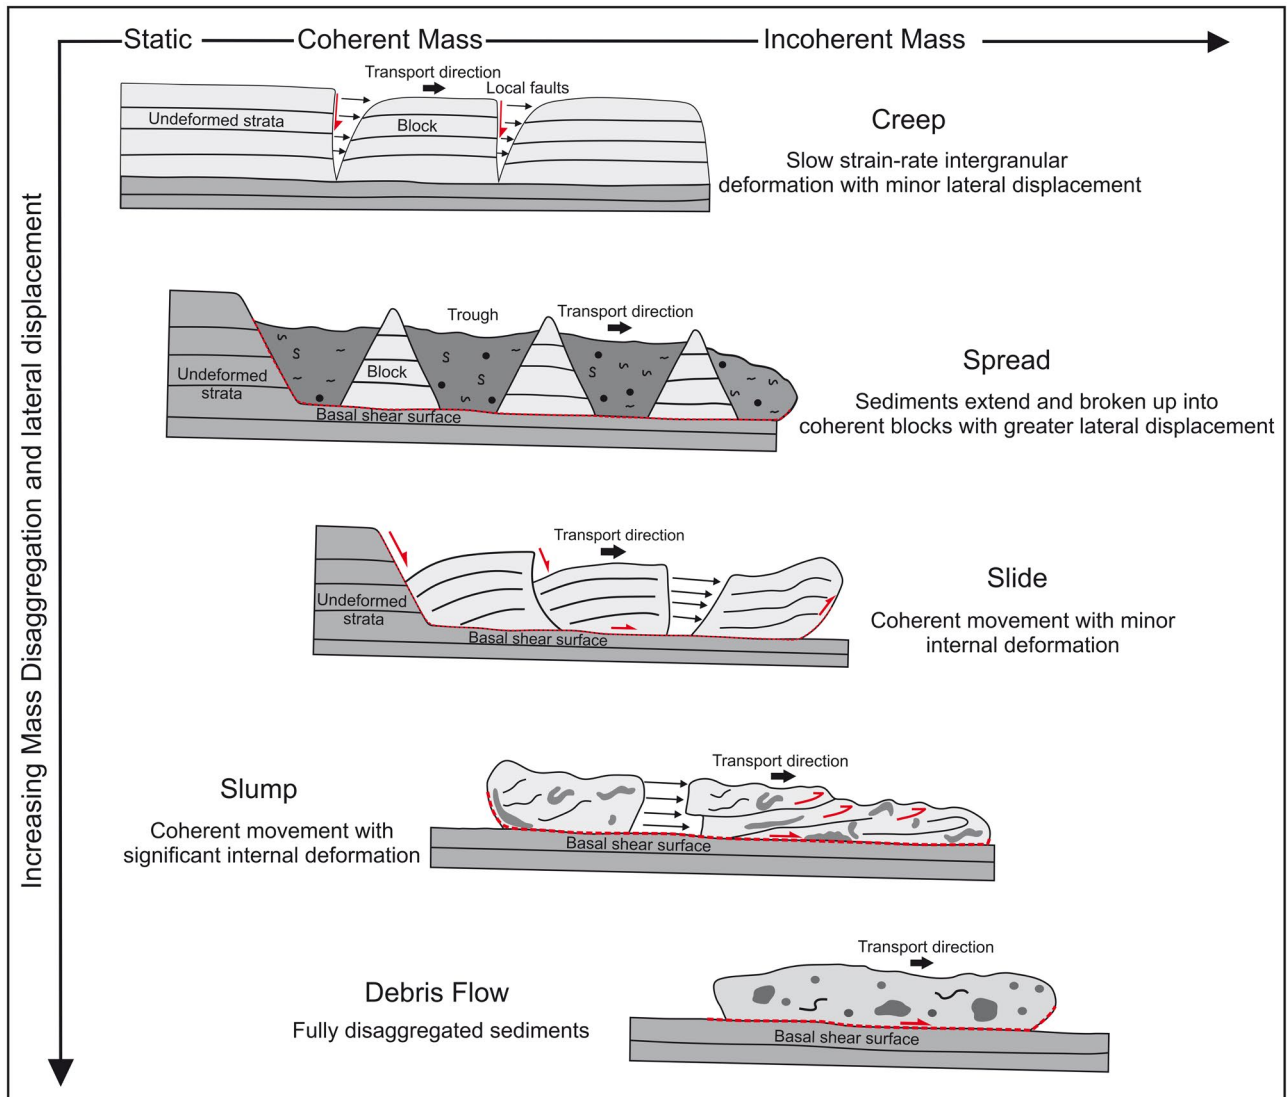 Static
Coherent Mass
Incoherent Mass
Increasing Mass Disaggregation and lateral displacement
Transport direction
Local faults
Undeformed strata
Block
Creep
Slow strain-rate intergranular
deformation with minor lateral displacement
Trough
Transport direction
Undeformed
strata
Block
Basal shear surface
s
s
~
~
~
s
s
s
~
s
~
s
s
~
~
s
~
s
Spread
Sediments extend and broken up into
coherent blocks with greater lateral displacement
Transport direction
Undeformed
strata
Basal shear surface
Slide
Coherent movement with minor
internal deformation
Slump
Coherent movement with
significant internal deformation
Transport direction
Basal shear surface
Debris Flow
Fully disaggregated sediments
Transport direction
Basal shear surface